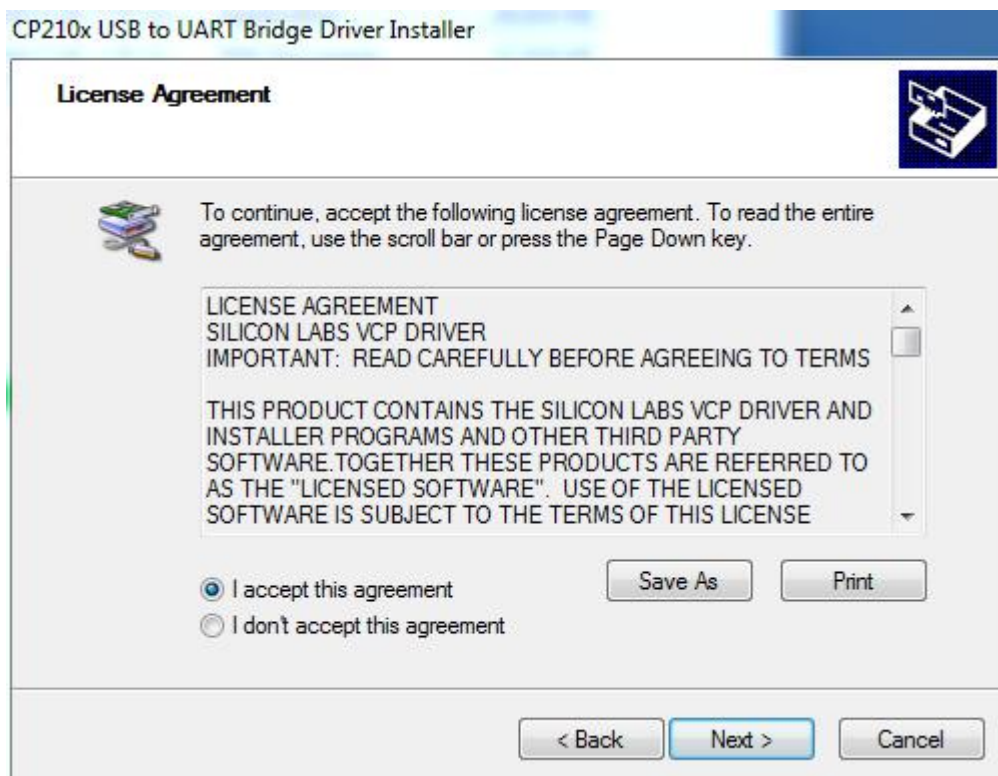 CP210x USB to UART Bridge Driver Installer
License Agreement
To continue, accept the following license agreement. To read the entire
agreement, use the scroll bar or press the Page Down key.
LICENSE AGREEMENT
SILICON LABS VCP DRIVER
IMPORTANT:  READ CAREFULLY BEFORE AGREEING TO TERMS
THIS PRODUCT CONTAINS THE SILICON LABS VCP DRIVER AND
INSTALLER PROGRAMS AND OTHER THIRD PARTY
SOFTWARE.TOGETHER THESE PRODUCTS ARE REFERRED TO
AS THE "LICENSED SOFTWARE".  USE OF THE LICENSED
SOFTWARE IS SUBJECT TO THE TERMS OF THIS LICENSE
I accept this agreement
Save As
Print
I don't accept this agreement
< Back
Next >
Cancel